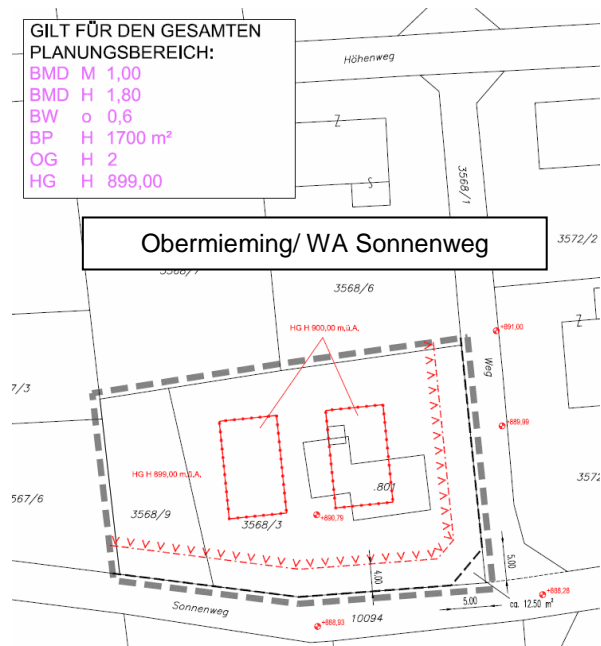 GILT FÜR DEN GESAMTEN
PLANUNGSBEREICH:
BMD M 1,00
BMD H 1,80
BW o 0,6
BP H 1700 m²
OG H 2
HG H 899,00
Höhenweg
Z
S
3568/1
3572/2
Obermieming/ WA Sonnenweg
3568/7
3568/6
Z
HG H 900,00 m.ü.A.
+891,00
Weg
7/3
+889,99
HG H 899,00 m.ü.A.
.801
3572
567/6
3568/9
3568/3
+890,79
4,00
5,00
Sonnenweg
5,00
ca. 12.50 m²
+888,28
+888,93
10094